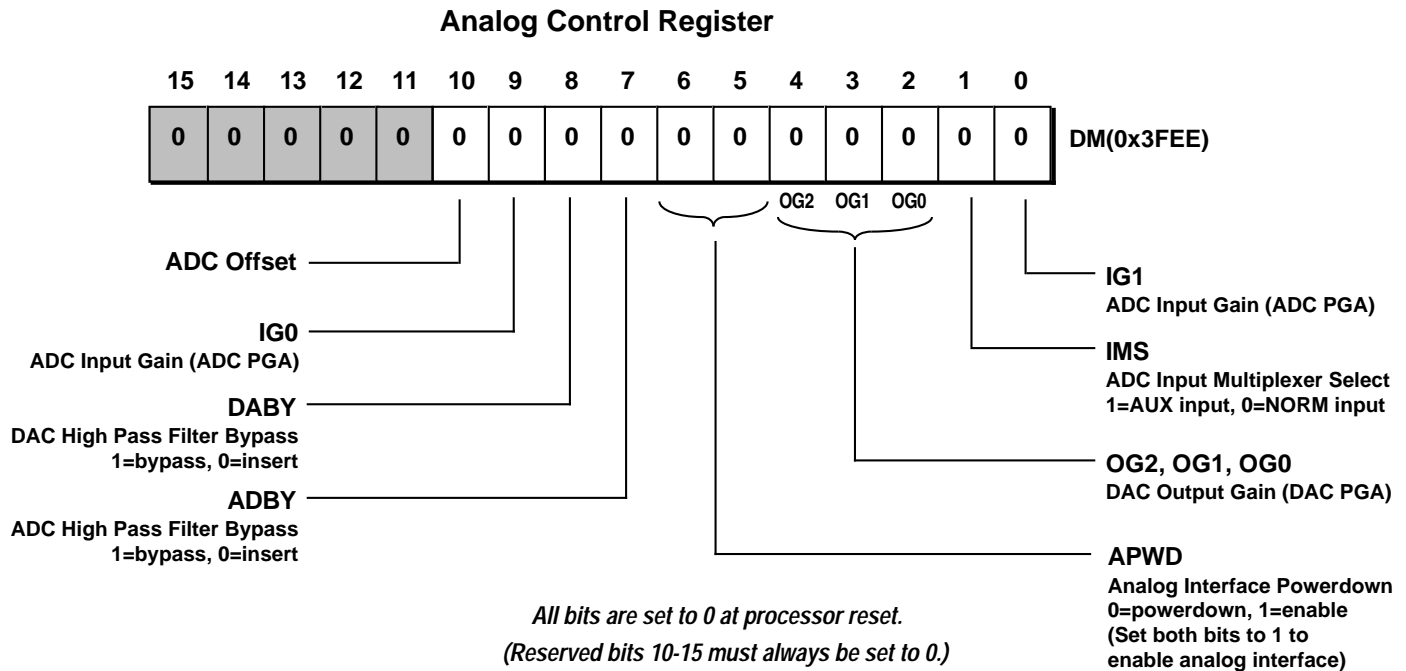 Analog Control Register
15 14 13 12 11 10 9 8 7 6 5 4 3 2 1 0
0 0 0 0 0 0 0 0 0 0 0 0 0 0 0 0 DM(0x3FEE)
OG2 OG1 OG0
ADC Offset
IG0
ADC Input Gain (ADC PGA)
DABY
DAC High Pass Filter Bypass
1=bypass, 0=insert
ADBY
ADC High Pass Filter Bypass
1=bypass, 0=insert
IG1
ADC Input Gain (ADC PGA)
IMS
ADC Input Multiplexer Select
1=AUX input, 0=NORM input
OG2, OG1, OG0
DAC Output Gain (DAC PGA)
APWD
Analog Interface Powerdown
0=powerdown, 1=enable
(Set both bits to 1 to
enable analog interface)
All bits are set to 0 at processor reset.
(Reserved bits 10-15 must always be set to 0.)